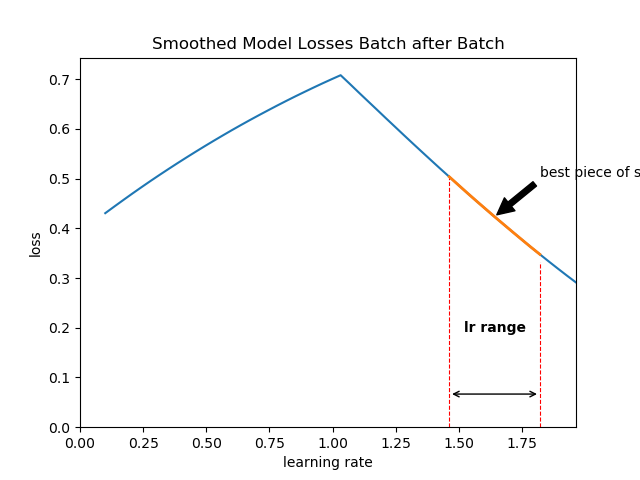 Smoothed Model Losses Batch after Batch
0.7
0.6
0.5
0.4
0.3
0.2
0.1
0.0
loss
best piece of
lr range
0.00 0.25 0.50 0.75 1.00 1.25 1.50 1.75
learning rate